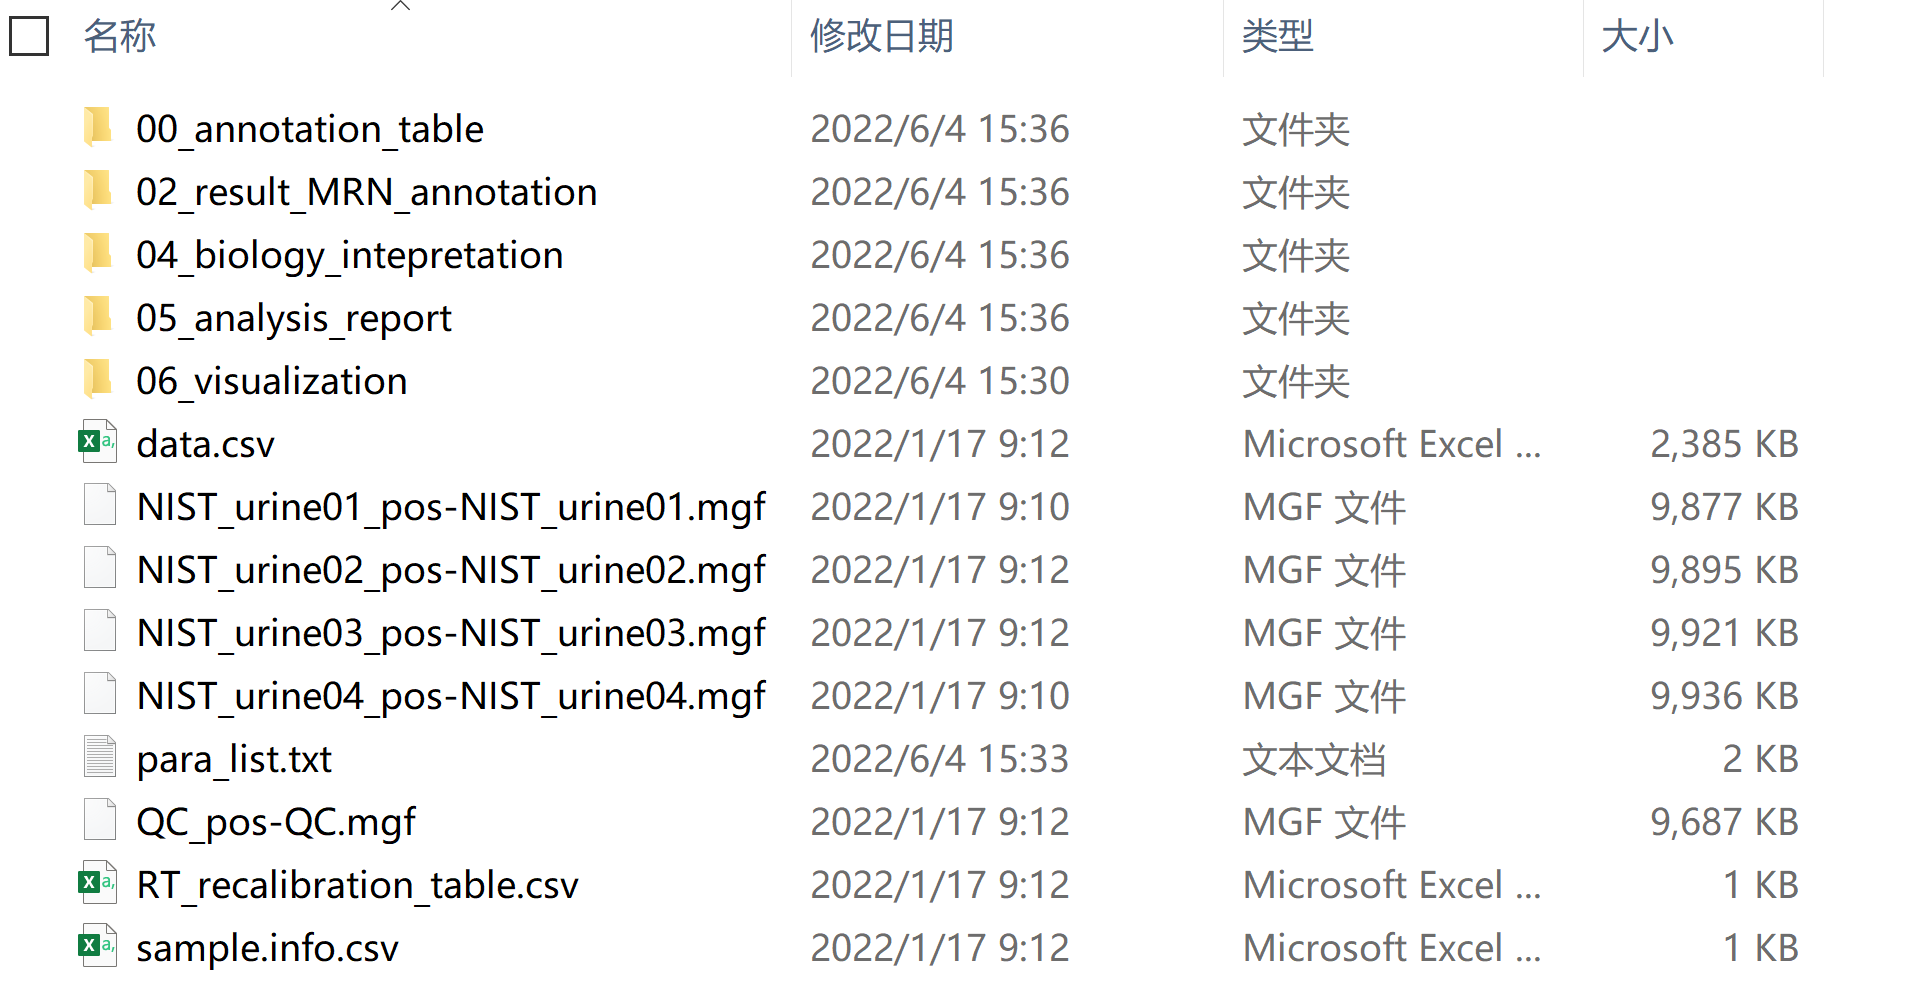 名称 修改日期 类型 大小
00_annotation_table 2022/6/4 15:36 文件夹
02_result_MRN_annotation 2022/6/4 15:36 文件夹
04_biology_intepretation 2022/6/4 15:36 文件夹
05_analysis_report 2022/6/4 15:36 文件夹
06_visualization 2022/6/4 15:30 文件夹
data.csv 2022/1/17 9:12 Microsoft Excel ... 2,385 KB
NIST_urine01_pos-NIST_urine01.mgf 2022/1/17 9:10 MGF 文件 9,877 KB
NIST_urine02_pos-NIST_urine02.mgf 2022/1/17 9:12 MGF 文件 9,895 KB
NIST_urine03_pos-NIST_urine03.mgf 2022/1/17 9:12 MGF 文件 9,921 KB
NIST_urine04_pos-NIST_urine04.mgf 2022/1/17 9:10 MGF 文件 9,936 KB
para_list.txt 2022/6/4 15:33 文本文档 2 KB
QC_pos-QC.mgf 2022/1/17 9:12 MGF 文件 9,687 KB
RT_recalibration_table.csv 2022/1/17 9:12 Microsoft Excel ... 1 KB
sample.info.csv 2022/1/17 9:12 Microsoft Excel ... 1 KB